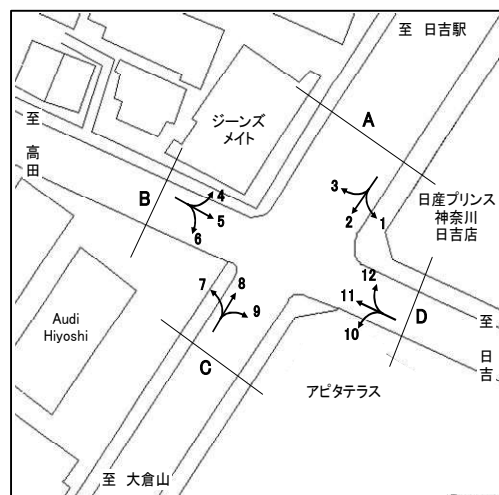 至 日吉駅
至
高
田
ジーンズ
メイト
A
B
4
5
6
3
2
1
日産プリンス
神奈川
日吉店
12
11
10
D
至
日
吉
7
8
9
C
Audi
Hiyoshi
アピタテラス
至 大倉山